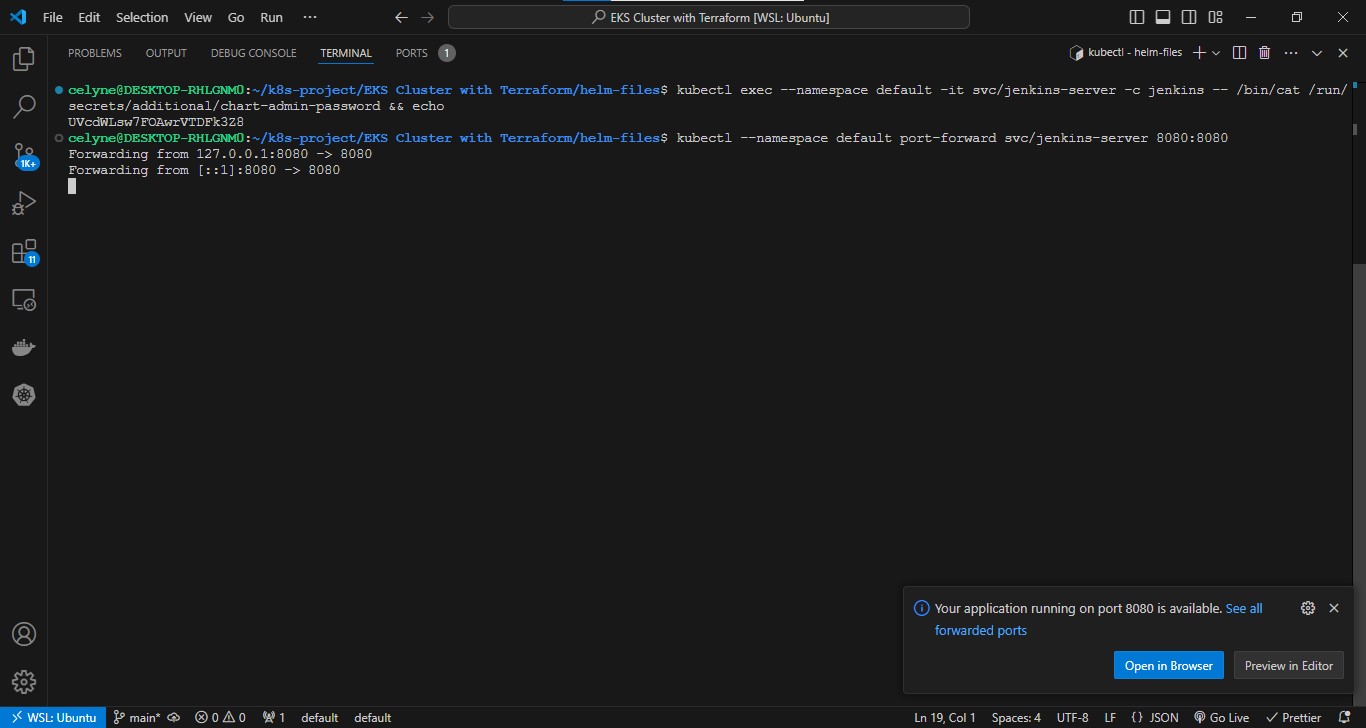 File Edit Selection View Go Run ···
EKS Cluster with Terraform [WSL: Ubuntu]
PROBLEMS OUTPUT DEBUG CONSOLE TERMINAL PORTS 1
kubectl - helm-files
celyne@DESKTOP-RHLGNMU:~/k8s-project/EKS Cluster with Terraform/helm-files$ kubectl exec --namespace default -it svc/jenkins-server -c jenkins -- /bin/cat /run/
secrets/additional/chart-admin-password && echo
UVcdWLsw7FOAwrVTDFk3Z8
celyne@DESKTOP-RHLGNMU:~/k8s-project/EKS Cluster with Terraform/helm-files$ kubectl --namespace default port-forward svc/jenkins-server 8080:8080
Forwarding from 127.0.0.1:8080 -> 8080
Forwarding from [::1]:8080 -> 8080
1K+
11
Your application running on port 8080 is available. See all
forwarded ports
Open in Browser Preview in Editor
WSL: Ubuntu main* 0 0 1 default default Ln 19, Col 1 Spaces: 4 UTF-8 LF {} JSON Go Live Prettier